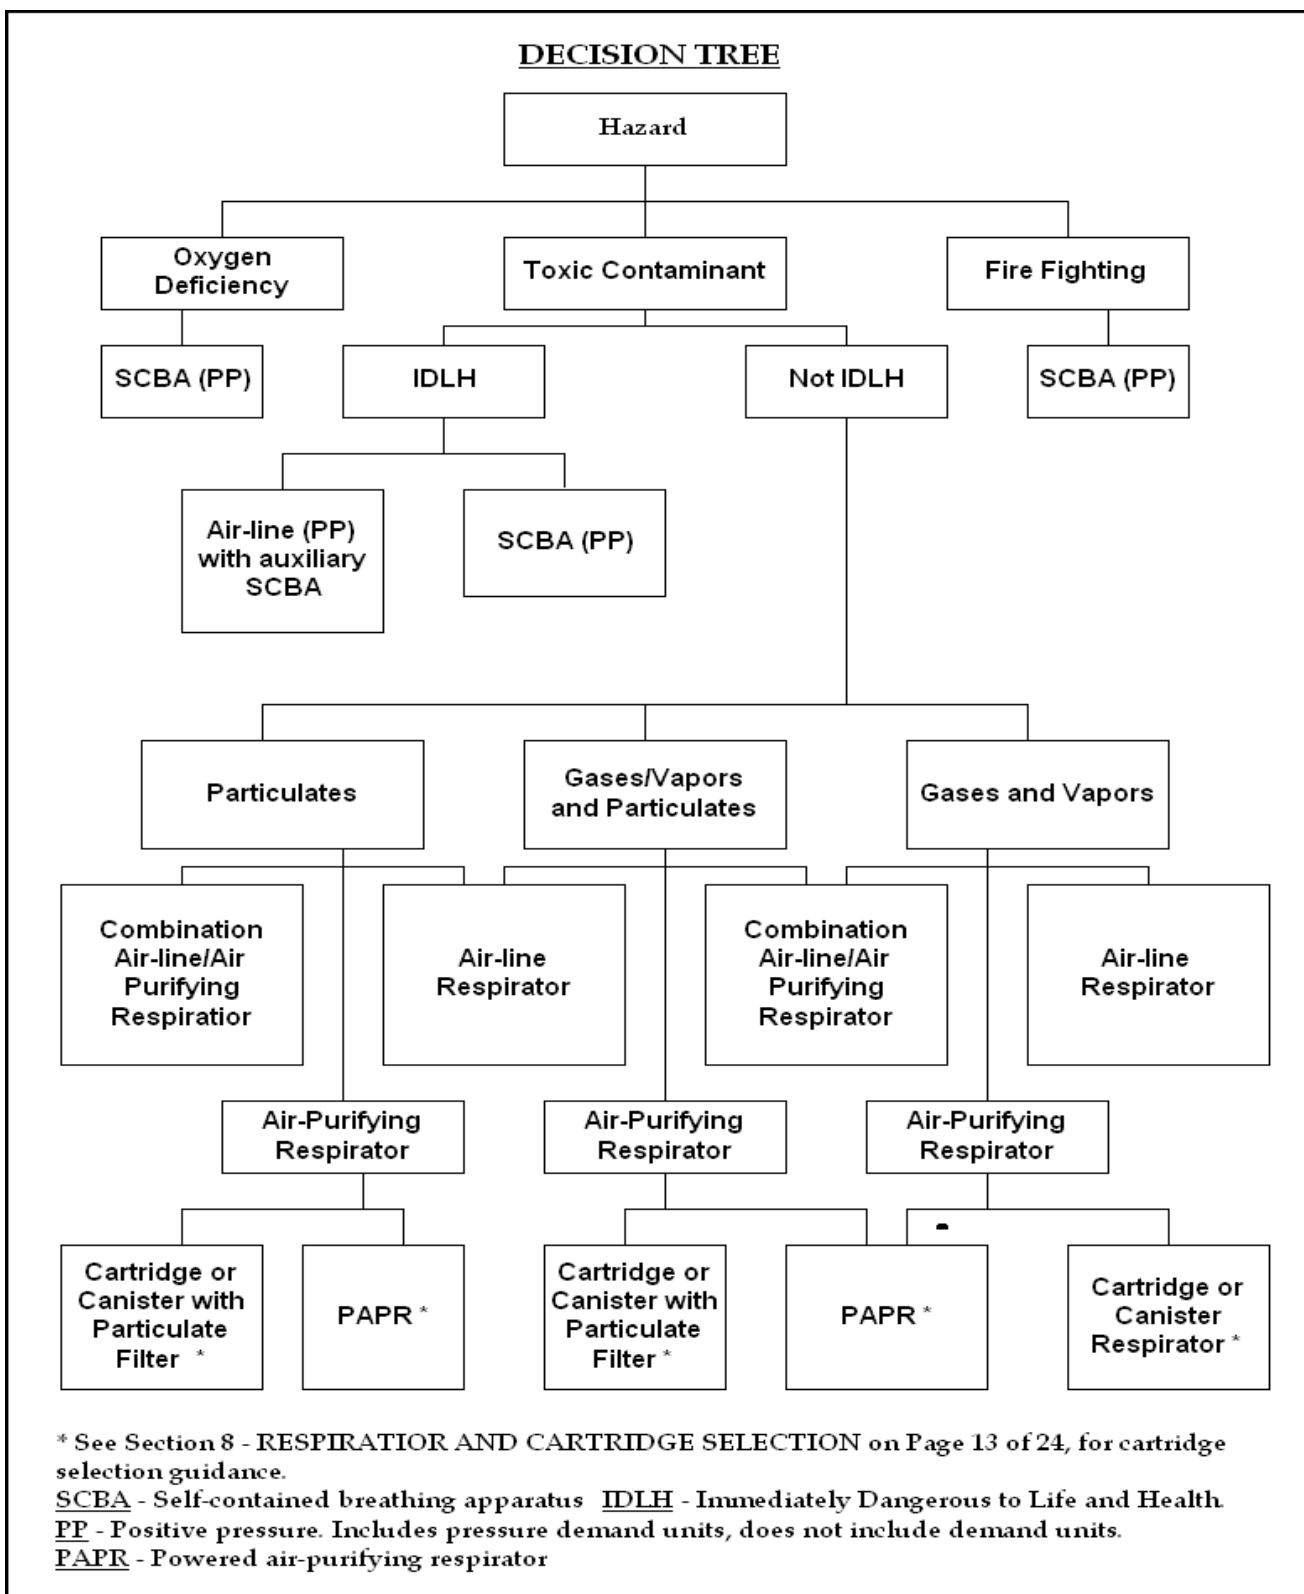 DECISION TREE
Hazard
Oxygen
Deficiency
Toxic Contaminant
Fire Fighting
SCBA (PP)
IDLH
Not IDLH
SCBA (PP)
Air-line (PP)
with auxiliary
SCBA
SCBA (PP)
Particulates
Gases/Vapors
and Particulates
Gases and Vapors
Combination
Air-line/Air
Purifying
Respiratior
Air-line
Respirator
Combination
Air-line/Air
Purifying
Respirator
Air-line
Respirator
Air-Purifying
Respirator
Air-Purifying
Respirator
Air-Purifying
Respirator
Cartridge or
Canister with
Particulate
Filter *
PAPR *
Cartridge or
Canister with
Particulate
Filter *
PAPR *
Cartridge or
Canister
Respirator *
* See Section 8 - RESPIRATIOR AND CARTRIDGE SELECTION on Page 13 of 24, for cartridge
selection guidance.
SCBA - Self-contained breathing apparatus IDLH - Immediately Dangerous to Life and Health.
PP - Positive pressure. Includes pressure demand units, does not include demand units.
PAPR - Powered air-purifying respirator